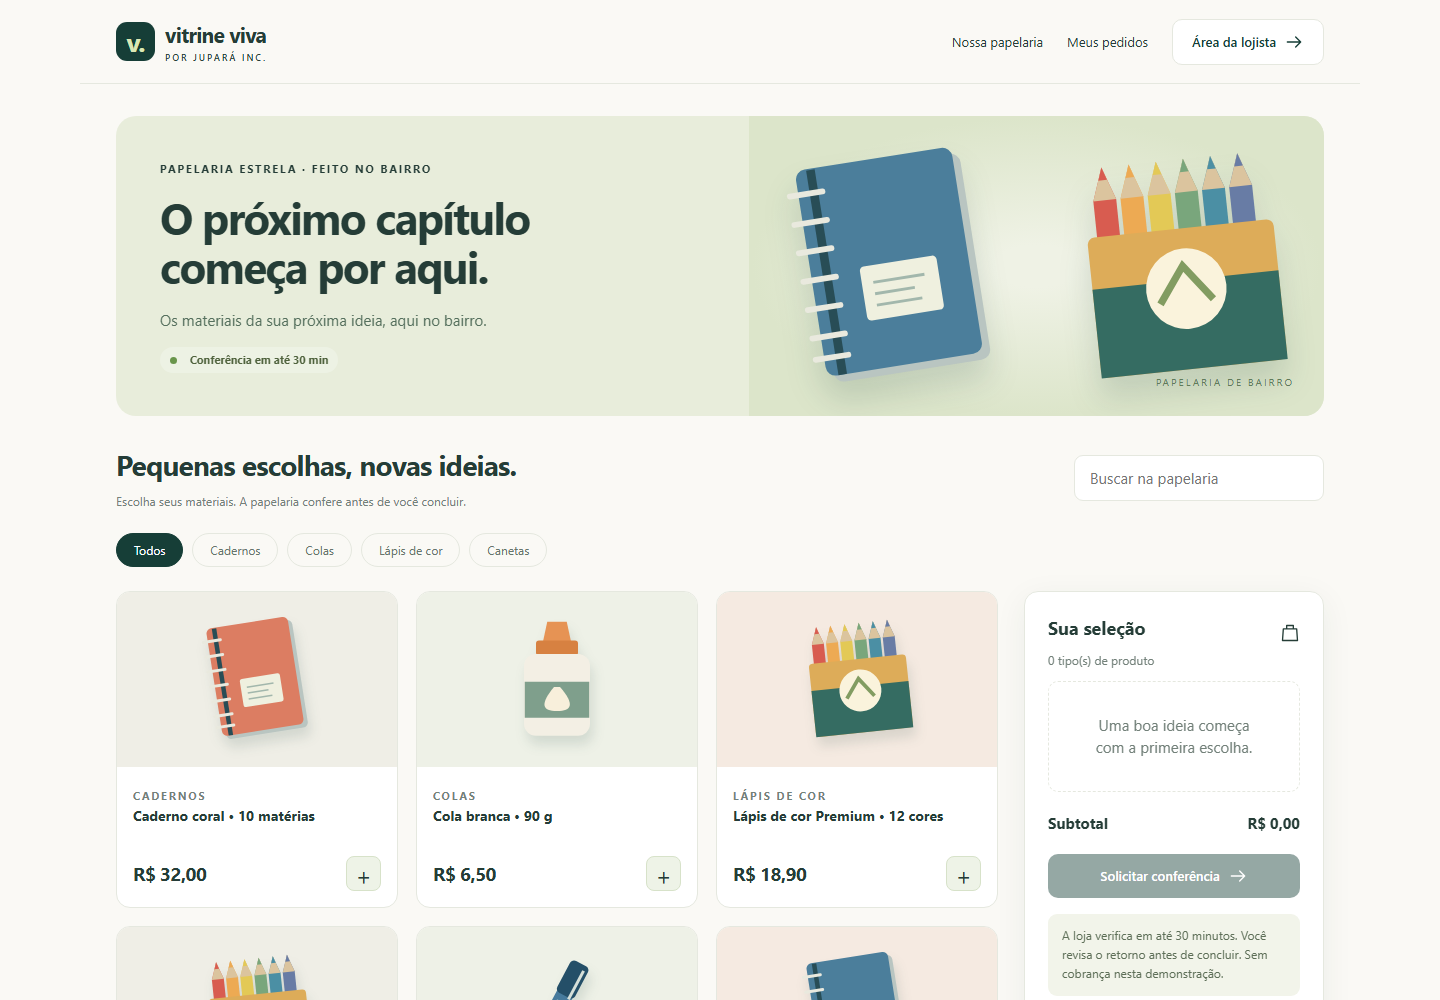 v.
vitrine viva
POR JUPARÁ INC.
Nossa papelaria
Meus pedidos
Área da lojista
PAPELARIA ESTRELA · FEITO NO BAIRRO
O próximo capítulo
começa por aqui.
Os materiais da sua próxima ideia, aqui no bairro.
Conferência em até 30 min
PAPELARIA DE BAIRRO
Pequenas escolhas, novas ideias.
Escolha seus materiais. A papelaria confere antes de você concluir.
Buscar na papelaria
Todos
Cadernos
Colas
Lápis de cor
Canetas
CADERNOS
Caderno coral • 10 matérias
R$ 32,00
+
COLAS
Cola branca • 90 g
R$ 6,50
+
LÁPIS DE COR
Lápis de cor Premium • 12 cores
R$ 18,90
+
Sua seleção
0 tipo(s) de produto
Uma boa ideia começa
com a primeira escolha.
Subtotal R$ 0,00
Solicitar conferência
A loja verifica em até 30 minutos. Você
revisa o retorno antes de concluir. Sem
cobrança nesta demonstração.